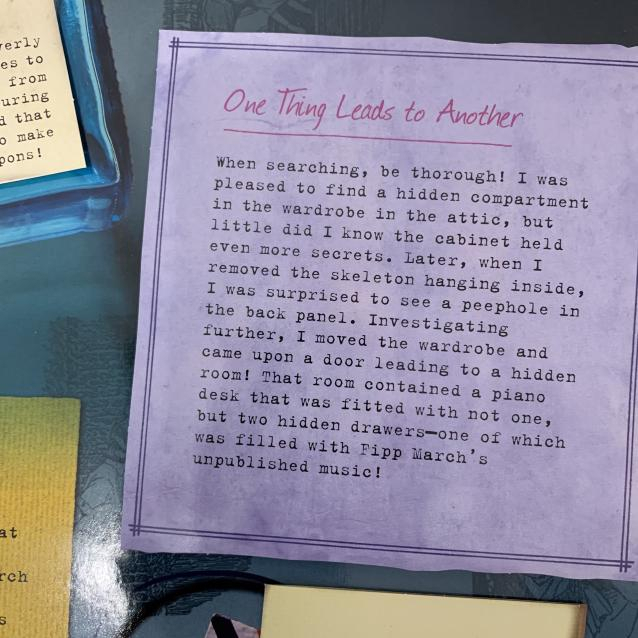 verly
es to
from
uring
d that
o make
pons!
One Thing Leads to Another
When searching, be thorough! I was
pleased to find a hidden compartment
in the wardrobe in the attic, but
little did I know the cabinet held
even more secrets. Later, when I
removed the skeleton hanging inside,
I was surprised to see a peephole in
the back panel. Investigating
further, I moved the wardrobe and
came upon a door leading to a hidden
room! That room contained a piano
desk that was fitted with not one,
but two hidden drawers—one of which
was filled with Fipp March's
unpublished music!
at
rch
s